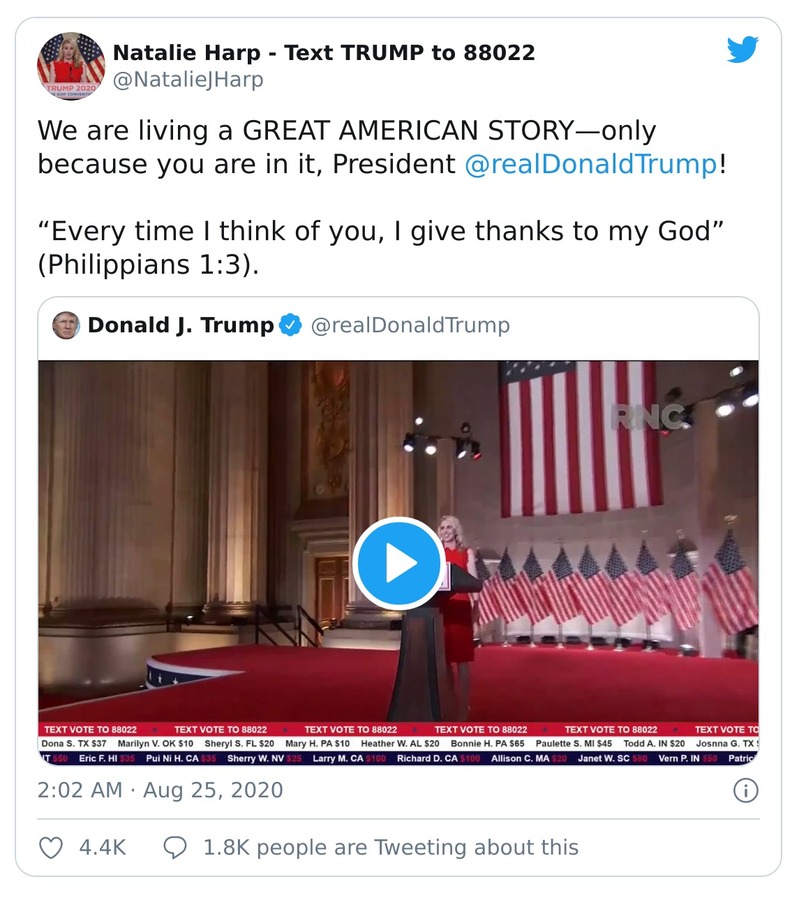 Natalie Harp - Text TRUMP to 88022
@NatalieJHarp
TRUMP 2020
We are living a GREAT AMERICAN STORY—only
because you are in it, President @realDonaldTrump!
“Every time I think of you, I give thanks to my God”
(Philippians 1:3).
Donald J. Trump @realDonaldTrump
RNC
TEXT VOTE TO 88022 TEXT VOTE TO 88022 TEXT VOTE TO 88022 TEXT VOTE TO 88022 TEXT VOTE TO 88022 TEXT VOTE TO
Dona S. TX $37 Marilyn V. OK $10 Sheryl S. FL $20 Mary H. PA $10 Heather W. AL $20 Bonnie H. PA $65 Paulette S. MI $45 Todd A. IN $20 Josnna G. TX
Eric F. HI $35 Pui Ni H. CA $35 Sherry W. NV $25 Larry M. CA $100 Richard D. CA $100 Allison C. MA $20 Janet W. SC Vern P. IN $50 Patric
2:02 AM · Aug 25, 2020
4.4K 1.8K people are Tweeting about this